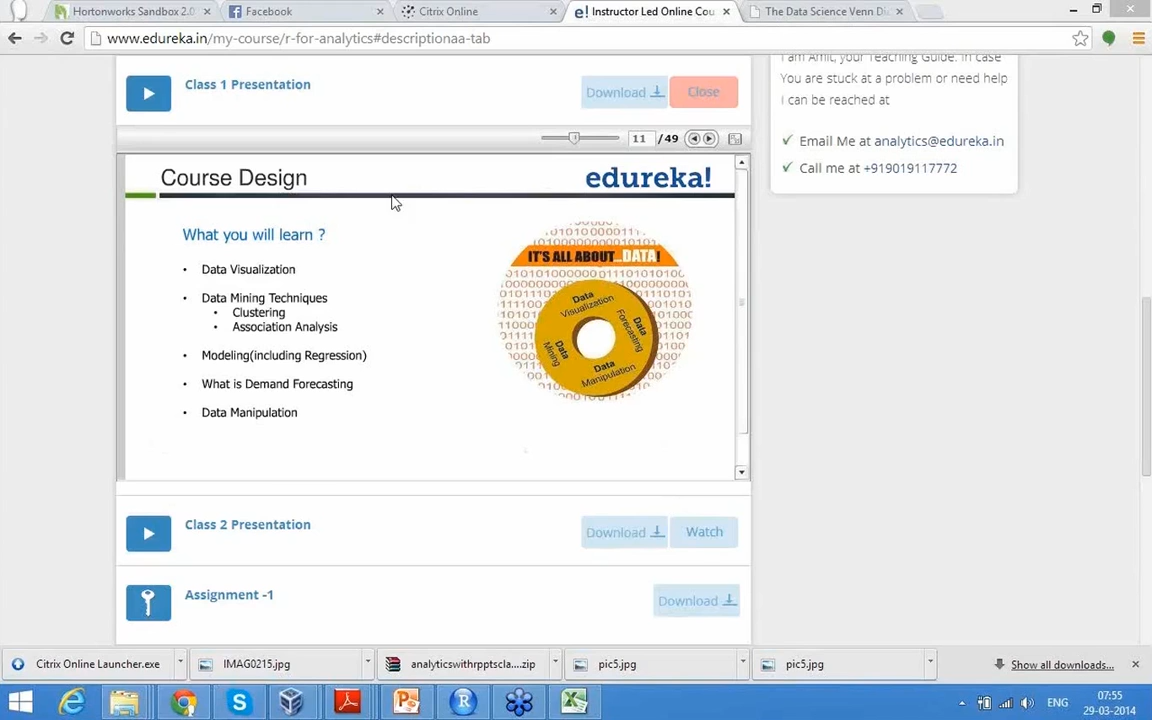 Hortonworks Sandbox 2.0
Facebook
Citrix Online
e! Instructor Led Online Cou
The Data Science Venn Di
www.edureka.in/my-course/r-for-analytics#descriptionaa-tab
I am Amit, your Teaching Guide. In case
You are stuck at a problem or need help
I can be reached at
Email Me at analytics@edureka.in
Call me at +919019117772
Class 1 Presentation
Download
Close
11 /49
Course Design
edureka!
What you will learn ?
• Data Visualization
• Data Mining Techniques
• Clustering
• Association Analysis
• Modeling(including Regression)
• What is Demand Forecasting
• Data Manipulation
IT'S ALL ABOUT...DATA!
Data Visualization
Data Forecasting
Data Mining
Data Manipulation
Class 2 Presentation
Download
Watch
Assignment -1
Download
Citrix Online Launcher.exe
IMAG0215.jpg
analyticswithrpptscla....zip
pic5.jpg
pic5.jpg
Show all downloads...
ENG
07:55
29-03-2014